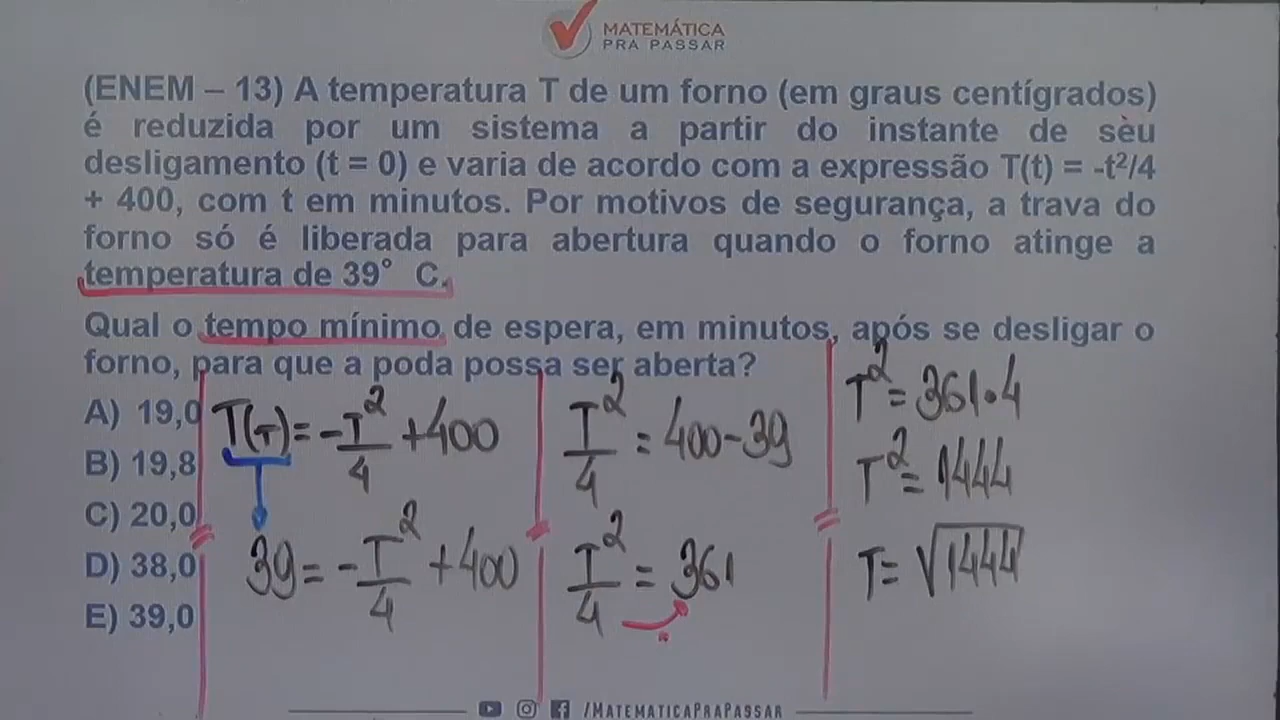 MATEMÁTICA
PRA PASSAR
(ENEM – 13) A temperatura T de um forno (em graus centígrados)
é reduzida por um sistema a partir do instante de sèu
desligamento (t = 0) e varia de acordo com a expressão T(t) = -t²/4
+ 400, com t em minutos. Por motivos de segurança, a trava do
forno só é liberada para abertura quando o forno atinge a
temperatura de 39° C.
Qual o tempo mínimo de espera, em minutos, após se desligar o
forno, para que a poda possa ser aberta?
A) 19,0
B) 19,8
C) 20,0
D) 38,0
E) 39,0
T(T) = -T²/4 + 400
39 = -T²/4 + 400
T²/4 = 400 - 39
T²/4 = 361
T² = 361.4
T² = 1444
T = √1444
/MATEMATICAPRAPASSAR